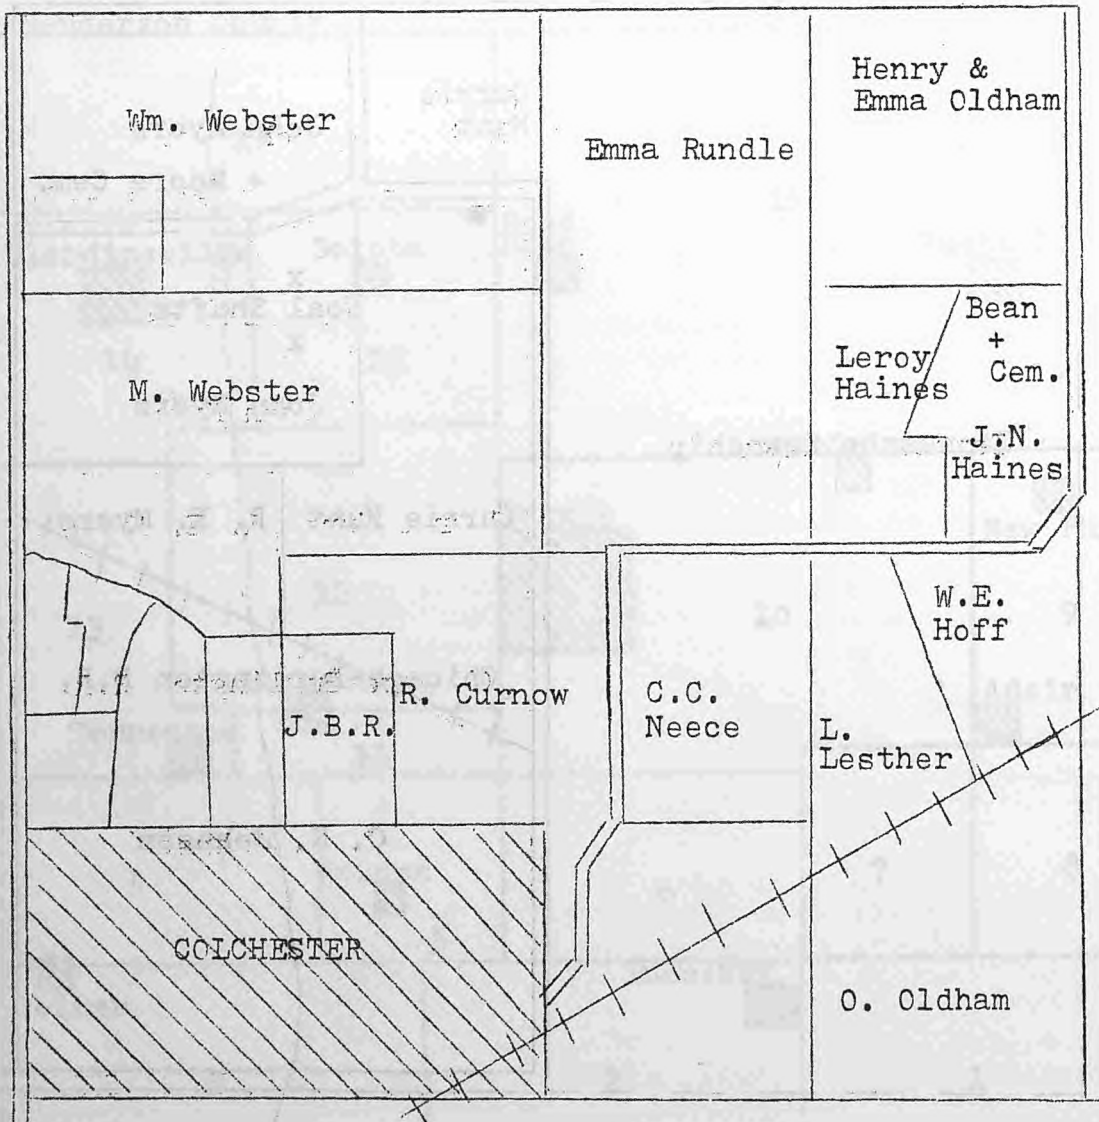 Wm. Webster
Emma Rundle
Henry &
Emma Oldham
M. Webster
Leroy
Haines
Bean
+
Cem.
J.N.
Haines
J.B.R.
R. Curnow
C.C.
Neece
W.E.
Hoff
L.
Lesther
COLCHESTER
O. Oldham